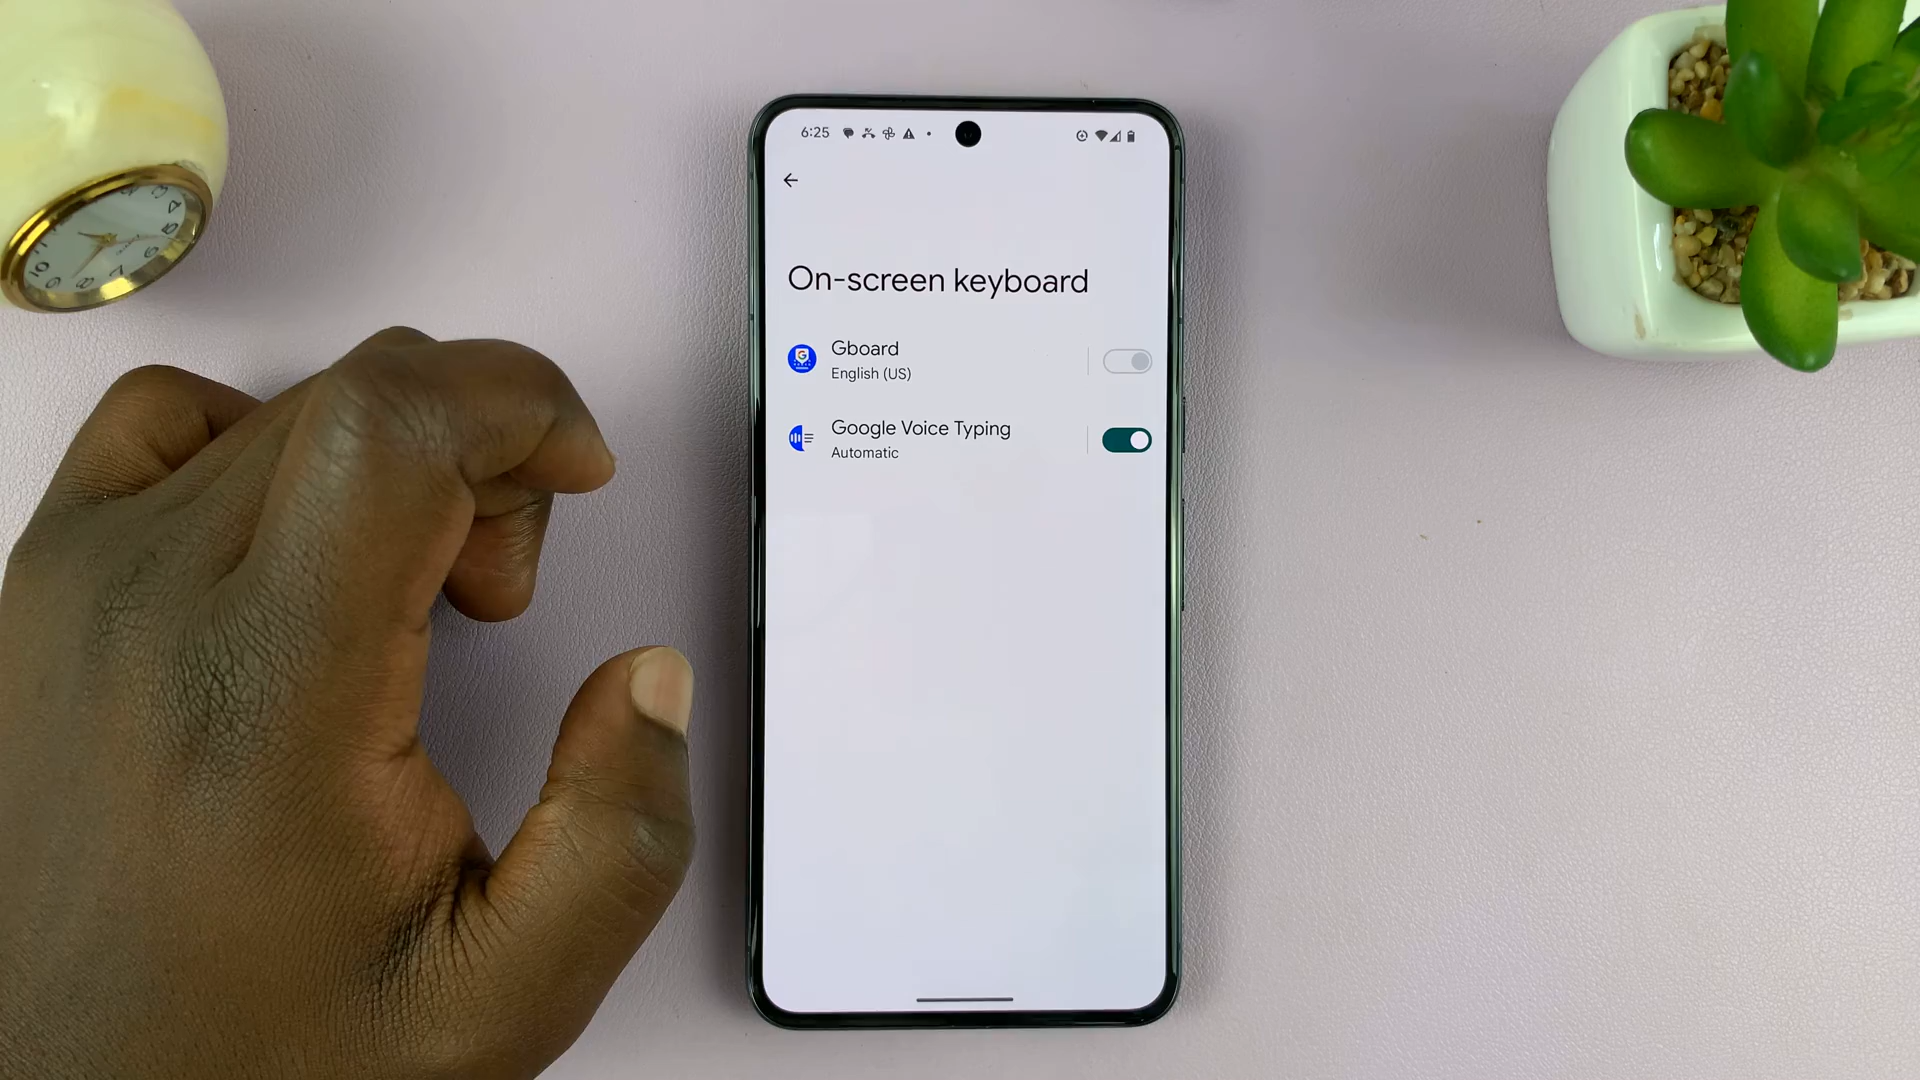 6:25
On-screen keyboard
Gboard
English (US)
Google Voice Typing
Automatic